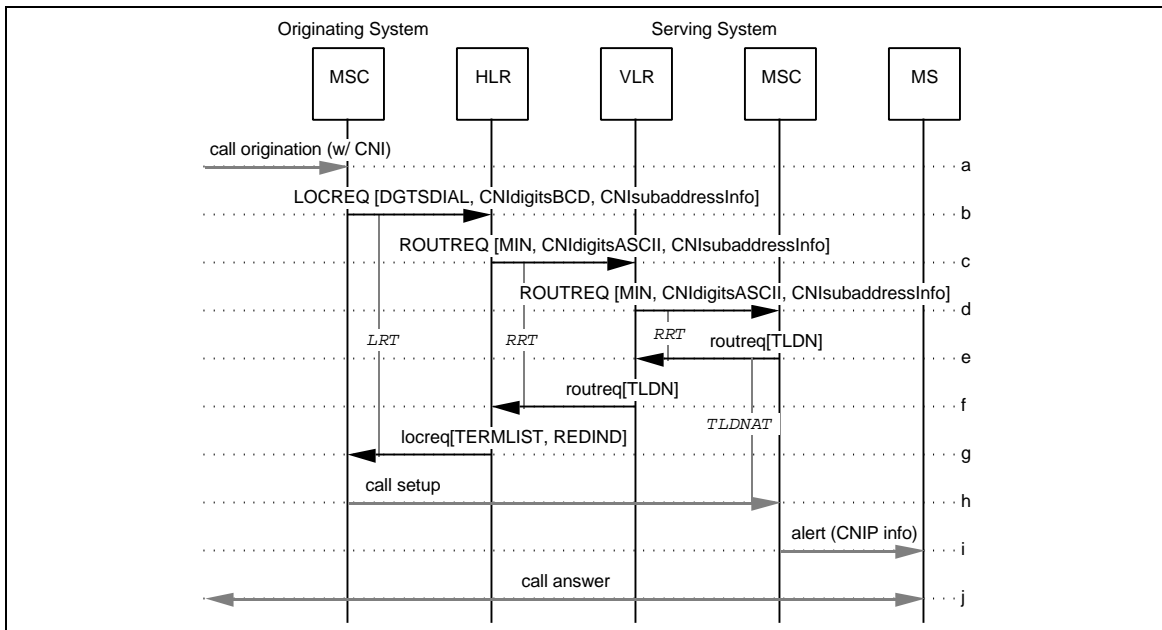 Originating System Serving System
MSC HLR VLR MSC MS
call origination (w/ CNI)
a
LOCREQ [DGTSDIAL, CNIdigitsBCD, CNIsubaddressInfo]
b
ROUTREQ [MIN, CNIdigitsASCII, CNIsubaddressInfo]
c
ROUTREQ [MIN, CNIdigitsASCII, CNIsubaddressInfo]
d
LRT RRT RRT
routreq[TLDN]
e
routreq[TLDN]
f
TLDNAT
locreq[TERMLIST, REDIND]
g
call setup
h
alert (CNIP info)
i
call answer
j